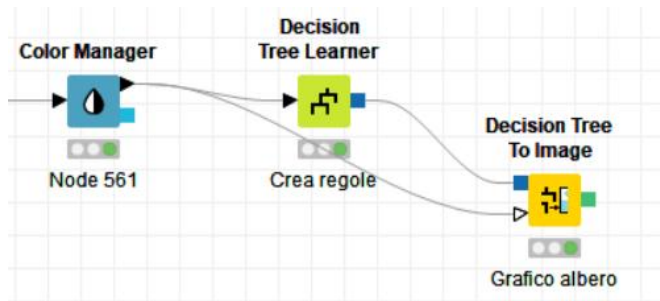 Color Manager
Node 561
Decision
Tree Learner
Crea regole
Decision Tree
To Image
Grafico albero